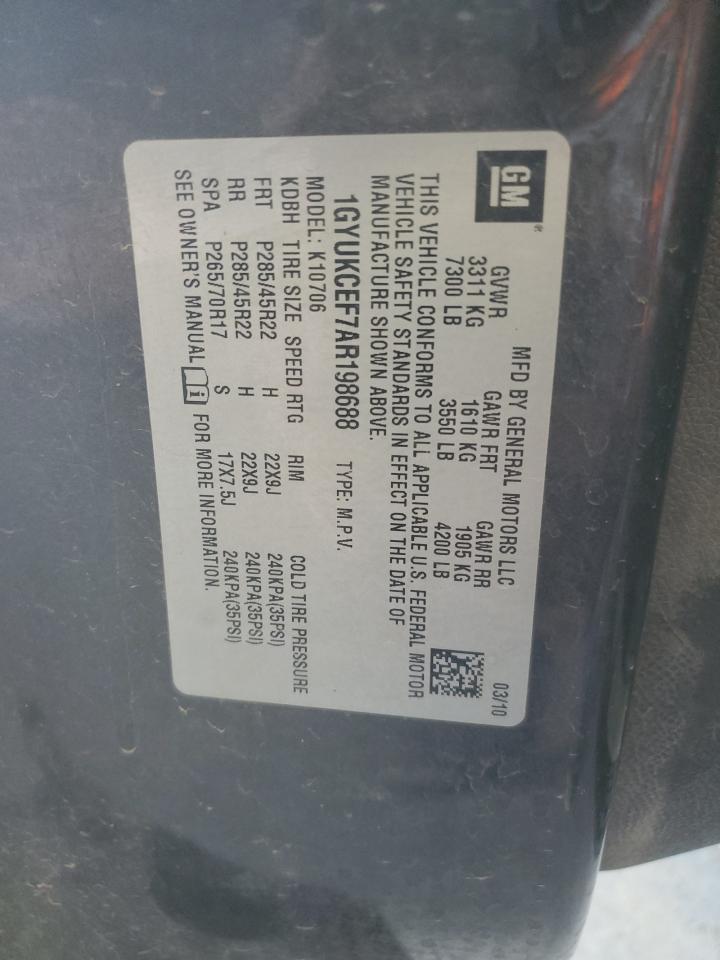 GM®
MFD BY GENERAL MOTORS LLC 03/10
GVWR GAWR FRT GAWR RR
3311 KG 1610 KG 1905 KG
7300 LB 3550 LB 4200 LB
THIS VEHICLE CONFORMS TO ALL APPLICABLE U.S. FEDERAL MOTOR
VEHICLE SAFETY STANDARDS IN EFFECT ON THE DATE OF
MANUFACTURE SHOWN ABOVE.
1GYUKCEF7AR198688 TYPE: M.P.V.
MODEL: K10706
KDBH TIRE SIZE SPEED RTG RIM COLD TIRE PRESSURE
FRT P285/45R22 H 22X9J 240KPA(35PSI)
RR P285/45R22 H 22X9J 240KPA(35PSI)
SPA P265/70R17 S 17X7.5J 240KPA(35PSI)
SEE OWNER'S MANUAL FOR MORE INFORMATION.